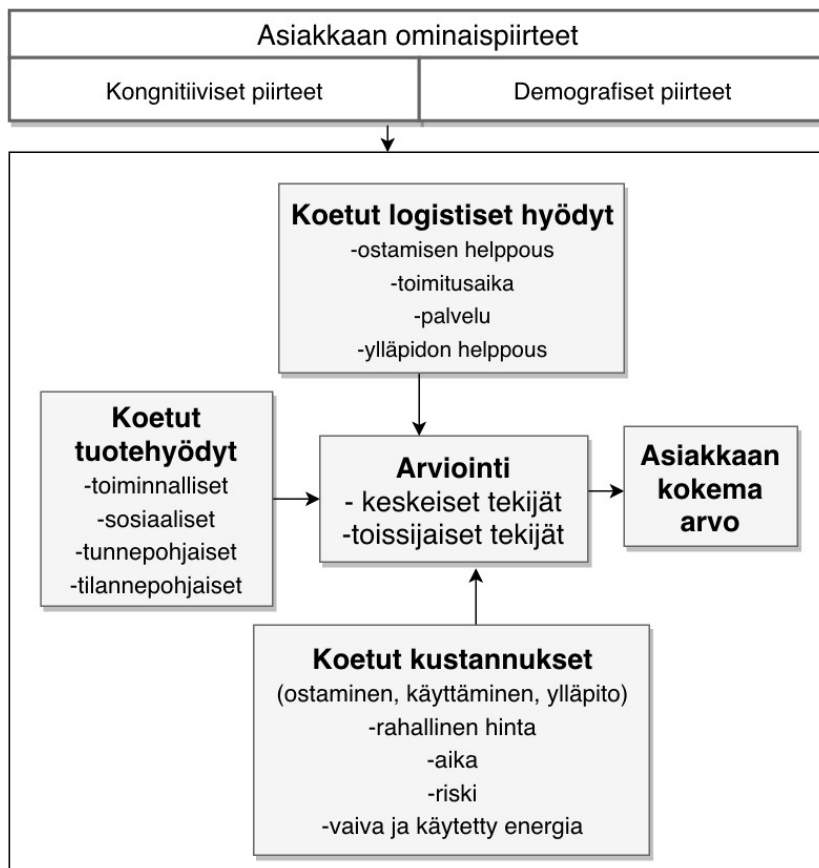 Asiakkaan ominaispiirteet
Kongnitiiviset piirteet
Demografiset piirteet
Koetut logistiset hyödyt
-ostamisen helppous
-toimitusaika
-palvelu
-ylläpidon helppous
Koetut
tuotehyödyt
-toiminnalliset
-sosiaaliset
-tunnepohjaiset
-tilannepohjaiset
Arviointi
- keskeiset tekijät
-toissijaiset tekijät
Asiakkaan
kokema
arvo
Koetut kustannukset
(ostaminen, käyttäminen, ylläpito)
-rahallinen hinta
-aika
-riski
-vaiva ja käytetty energia